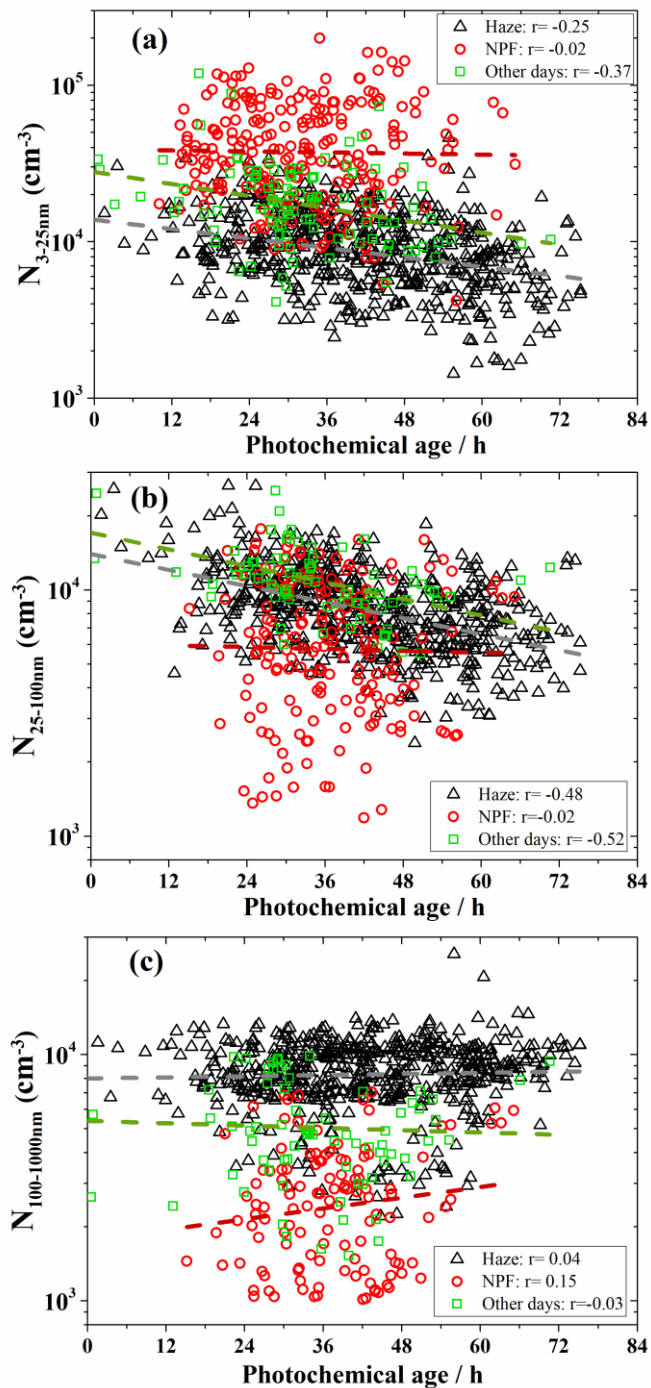 (a)
Haze: r= -0.25
NPF: r= -0.02
Other days: r= -0.37
N3-25nm (cm-3)
10^5
10^4
10^3
0 12 24 36 48 60 72 84
Photochemical age / h
(b)
N25-100nm (cm-3)
10^4
10^3
Haze: r= -0.48
NPF: r=-0.02
Other days: r= -0.52
0 12 24 36 48 60 72 84
Photochemical age / h
(c)
N100-1000nm (cm-3)
10^4
10^3
Haze: r= 0.04
NPF: r= 0.15
Other days: r=-0.03
0 12 24 36 48 60 72 84
Photochemical age / h